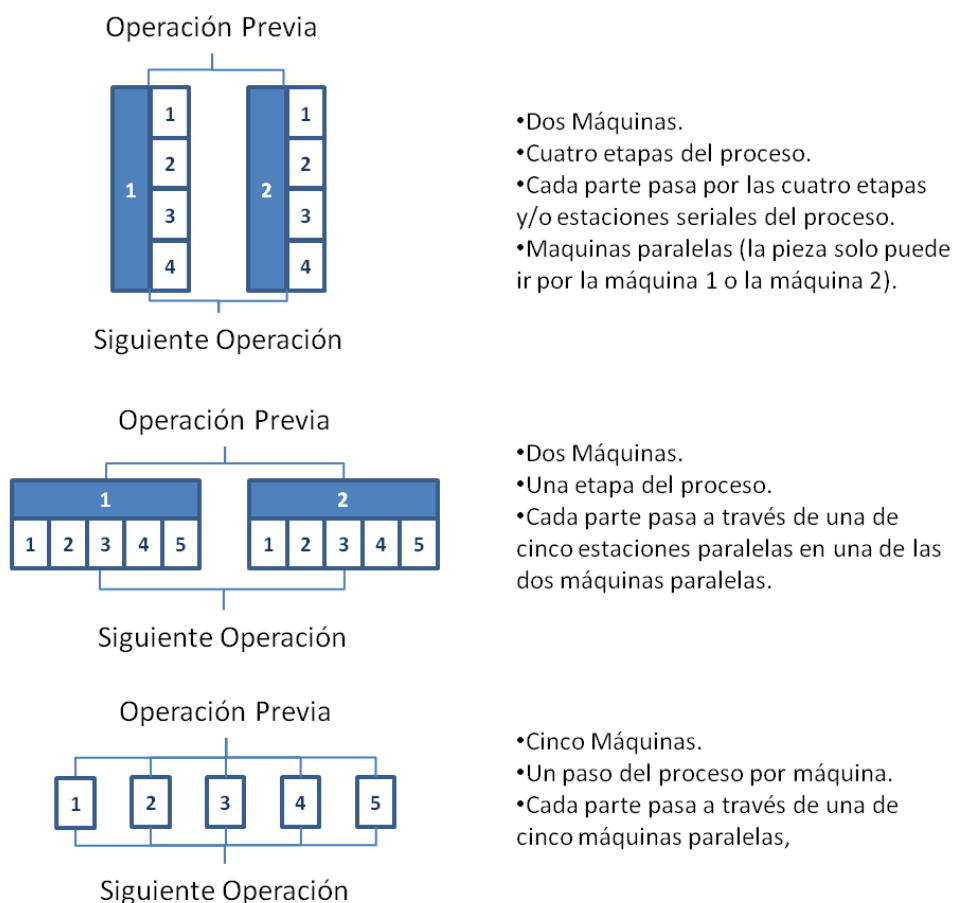 Operación Previa
1 1 2 1
2 2
3 3
4 4
Siguiente Operación
•Dos Máquinas.
•Cuatro etapas del proceso.
•Cada parte pasa por las cuatro etapas
y/o estaciones seriales del proceso.
•Maquinas paralelas (la pieza solo puede
ir por la máquina 1 o la máquina 2).
Operación Previa
1 2
1 2 3 4 5 1 2 3 4 5
Siguiente Operación
•Dos Máquinas.
•Una etapa del proceso.
•Cada parte pasa a través de una de
cinco estaciones paralelas en una de las
dos máquinas paralelas.
Operación Previa
1 2 3 4 5
Siguiente Operación
•Cinco Máquinas.
•Un paso del proceso por máquina.
•Cada parte pasa a través de una de
cinco máquinas paralelas,